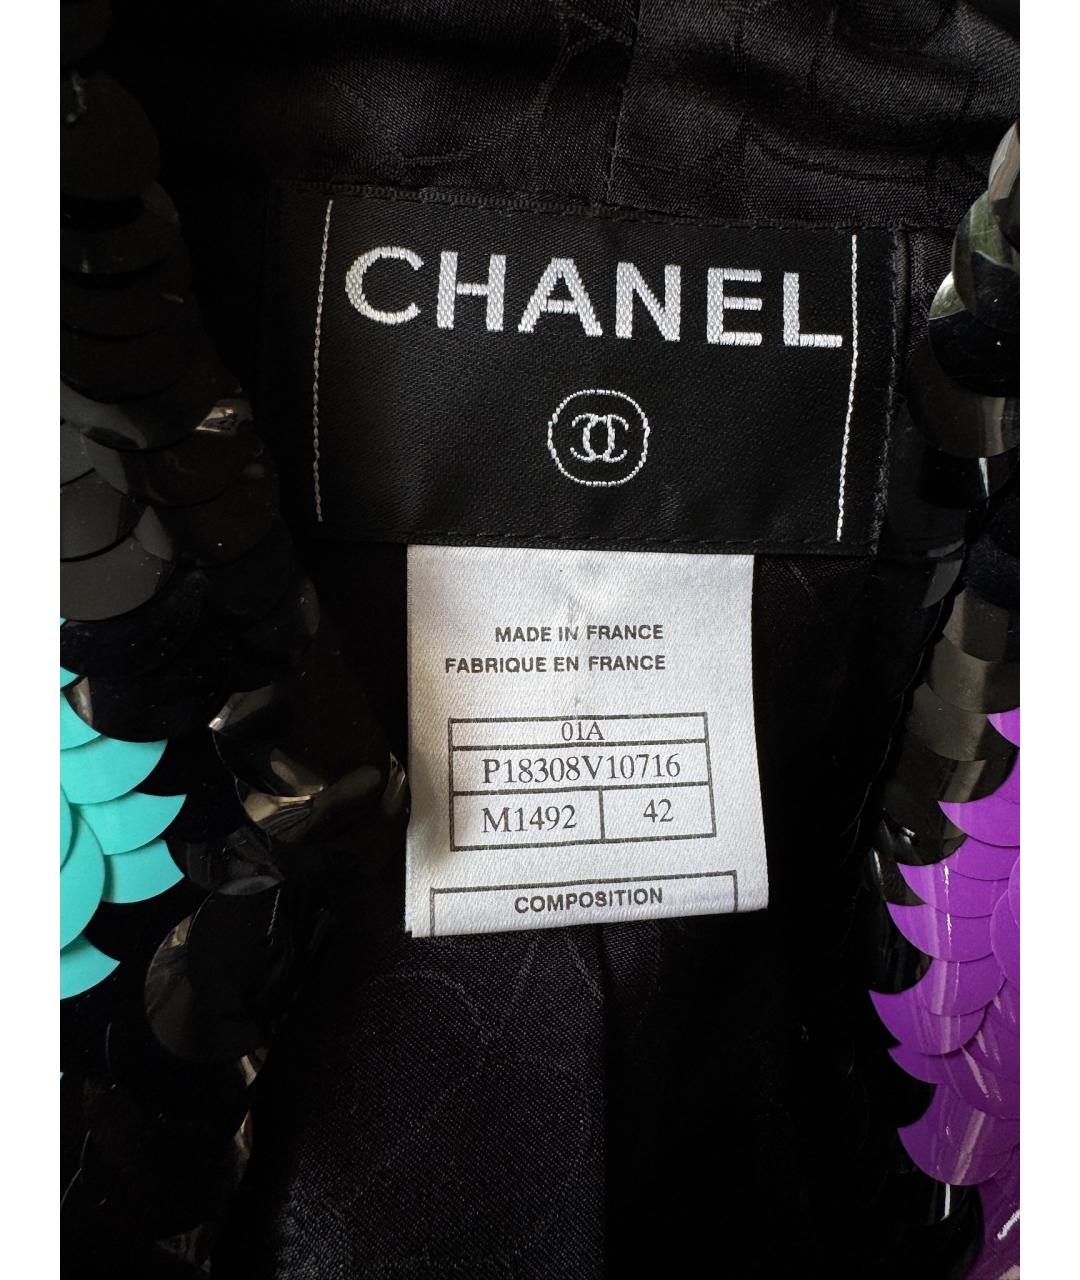 CHANEL
MADE IN FRANCE
FABRIQUE EN FRANCE
01A
P18308V10716
M1492 42
COMPOSITION